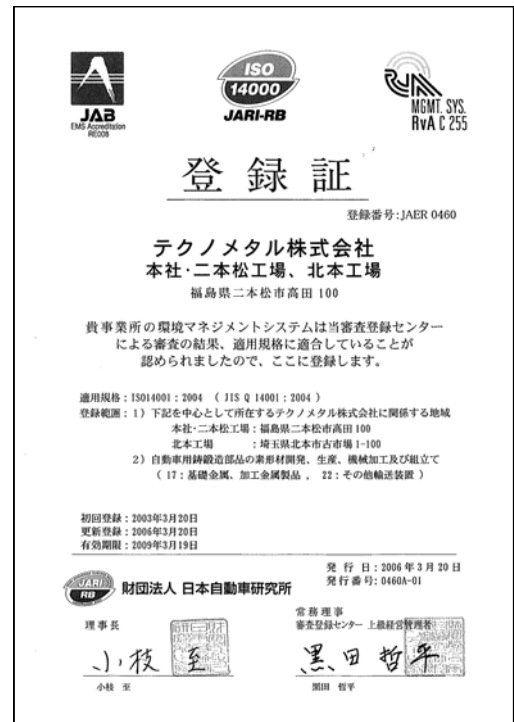 JAB
EMS Accreditation
RE008
ISO
14000
JARI-RB
RvA
MGMT. SYS.
RvA C 255
登録証
登録番号:JAER 0460
テクノメタル株式会社
本社・二本松工場、北本工場
福島県二本松市高田 100
貴事業所の環境マネジメントシステムは当審査登録センター
による審査の結果、適用規格に適合していることが
認められましたので、ここに登録します。
適用規格：ISO14001：2004 （ JIS Q 14001：2004 ）
登録範囲：1）下記を中心として所在するテクノメタル株式会社に関係する地域
本社・二本松工場：福島県二本松市高田 100
北本工場 ：埼玉県北本市古市場 1-100
2）自動車用鋳鍛造部品の素形材開発、生産、機械加工及び組立て
（ 17：基礎金属、加工金属製品 ， 22：その他輸送装置 ）
初回登録：2003年3月20日
更新登録：2006年3月20日
有効期限：2009年3月19日
発 行 日：2006 年 3 月 20 日
発行番号：0460A-01
JARI
RB
財団法人 日本自動車研究所
理事長
小枝 至
小枝 至
常務理事
審査登録センター 上級経営管理者
黒田 哲平
黒田 哲平